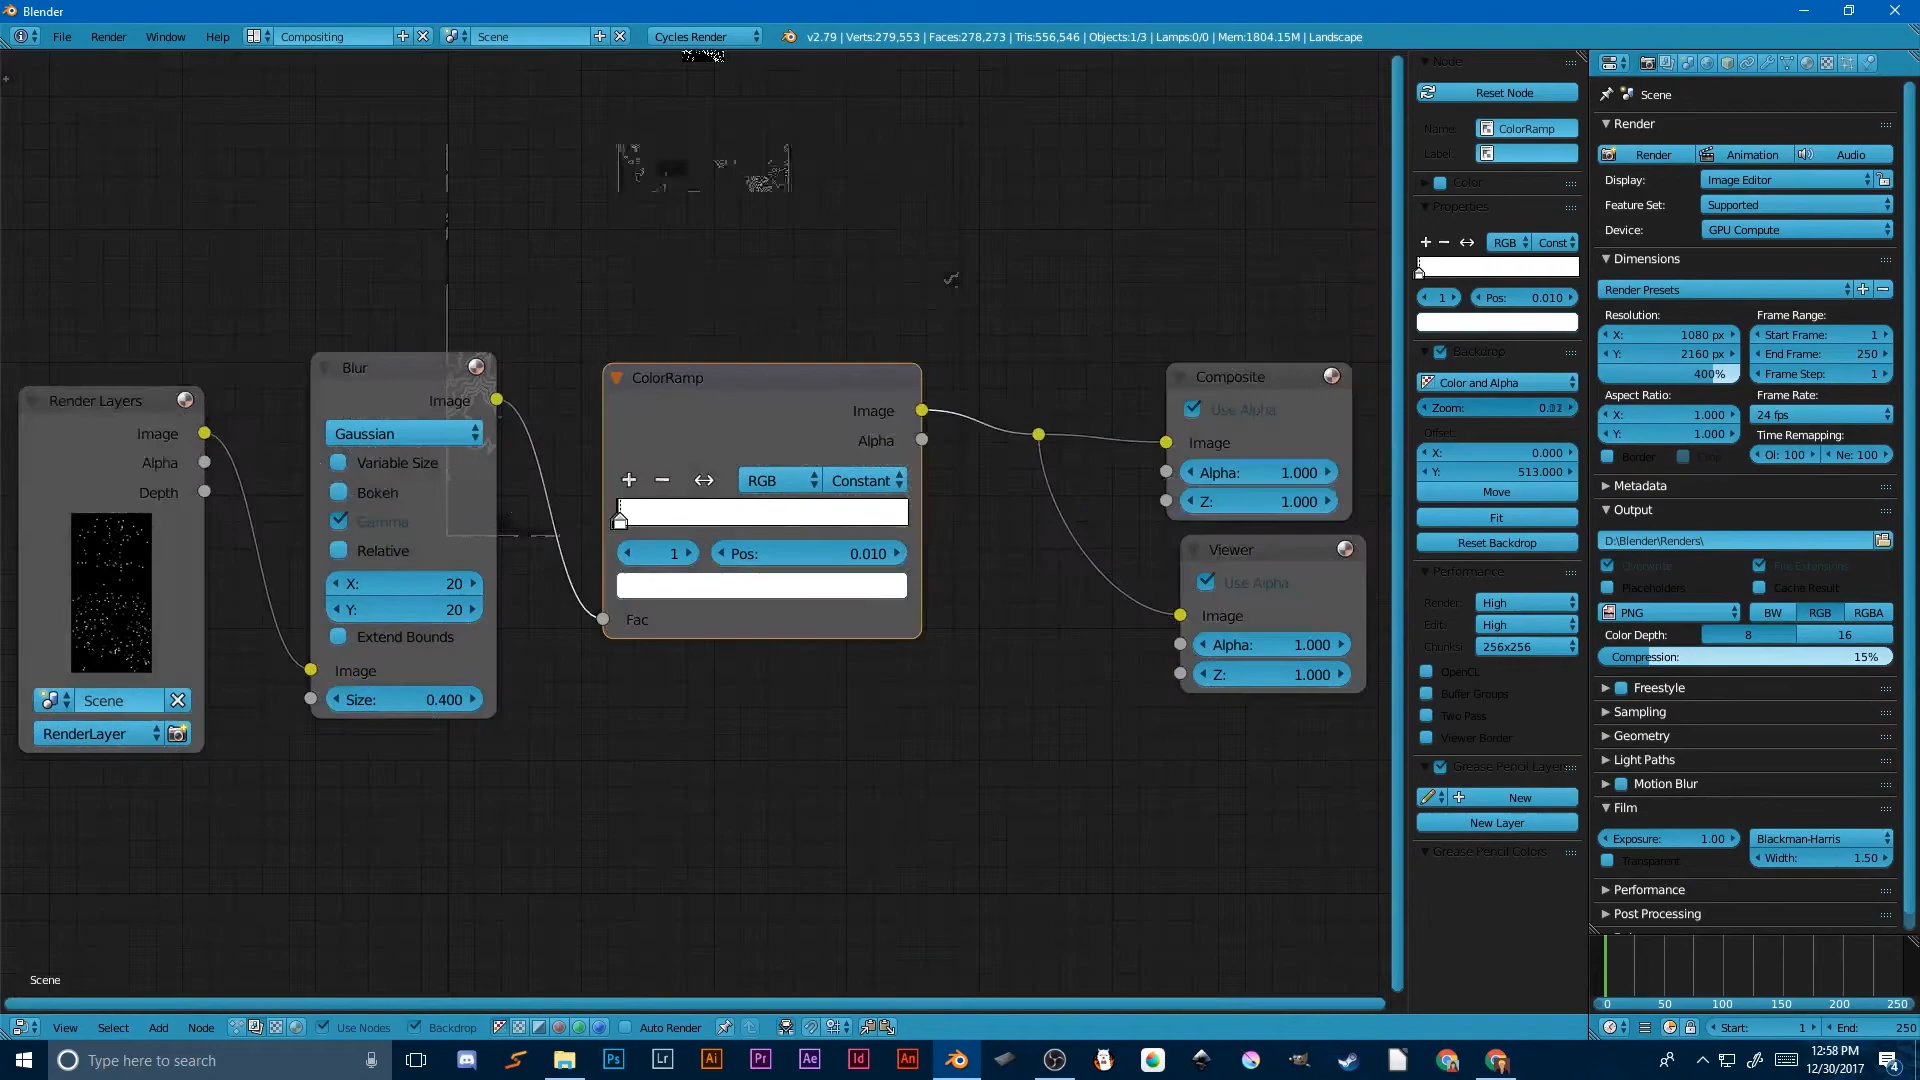 Blender
File Render Window Help Compositing Scene Cycles Render v2.79 | Verts:279,553 | Faces:278,273 | Tris:556,546 | Objects:1/3 | Lamps:0/0 | Mem:1804.15M | Landscape
Render Layers
Image
Alpha
Depth
Scene
RenderLayer
Blur
Image
Gaussian
Variable Size
Bokeh
Gamma
Relative
X: 20
Y: 20
Extend Bounds
Image
Size: 0.400
ColorRamp
Image
Alpha
RGB Constant
1 Pos: 0.010
Fac
Composite
Use Alpha
Image
Alpha: 1.000
Z: 1.000
Viewer
Use Alpha
Image
Alpha: 1.000
Z: 1.000
Scene
Node
Reset Node
Name: ColorRamp
Label:
Color
Properties
RGB Const
1 Pos: 0.010
Backdrop
Color and Alpha
Zoom:
Offset:
X: 0.000
Y: 513.000
Move
Fit
Reset Backdrop
Performance
Render: High
Edit: High
Chunksi 256x256
OpenCL
Buffer Groups
Two Pass
Viewer Border
Grease Pencil Layer
New
New Layer
Grease Pencil Colors
Scene
Render
Render Animation Audio
Display: Image Editor
Feature Set: Supported
Device: GPU Compute
Dimensions
Render Presets
Resolution: Frame Range:
X: 1080 px Start Frame: 1
Y: 2160 px End Frame: 250
400% Frame Step: 1
Aspect Ratio: Frame Rate:
X: 1.000 24 fps
Y: 1.000 Time Remapping:
Border Crop Ol: 100 Ne: 100
Metadata
Output
D:\Blender\Renders\
Overwrite File Extensions
Placeholders Cache Result
PNG BW RGB RGBA
Color Depth: 8 16
Compression: 15%
Freestyle
Sampling
Geometry
Light Paths
Motion Blur
Film
Exposure: 1.00 Blackman-Harris
Transparent Width: 1.50
Performance
Post Processing
0 50 100 150 200 250
View Select Add Node Use Nodes Backdrop Auto Render Start: 1 End: 250
Type here to search Ps Lr Ai Pr Ae Id An 12:58 PM
12/30/2017 4